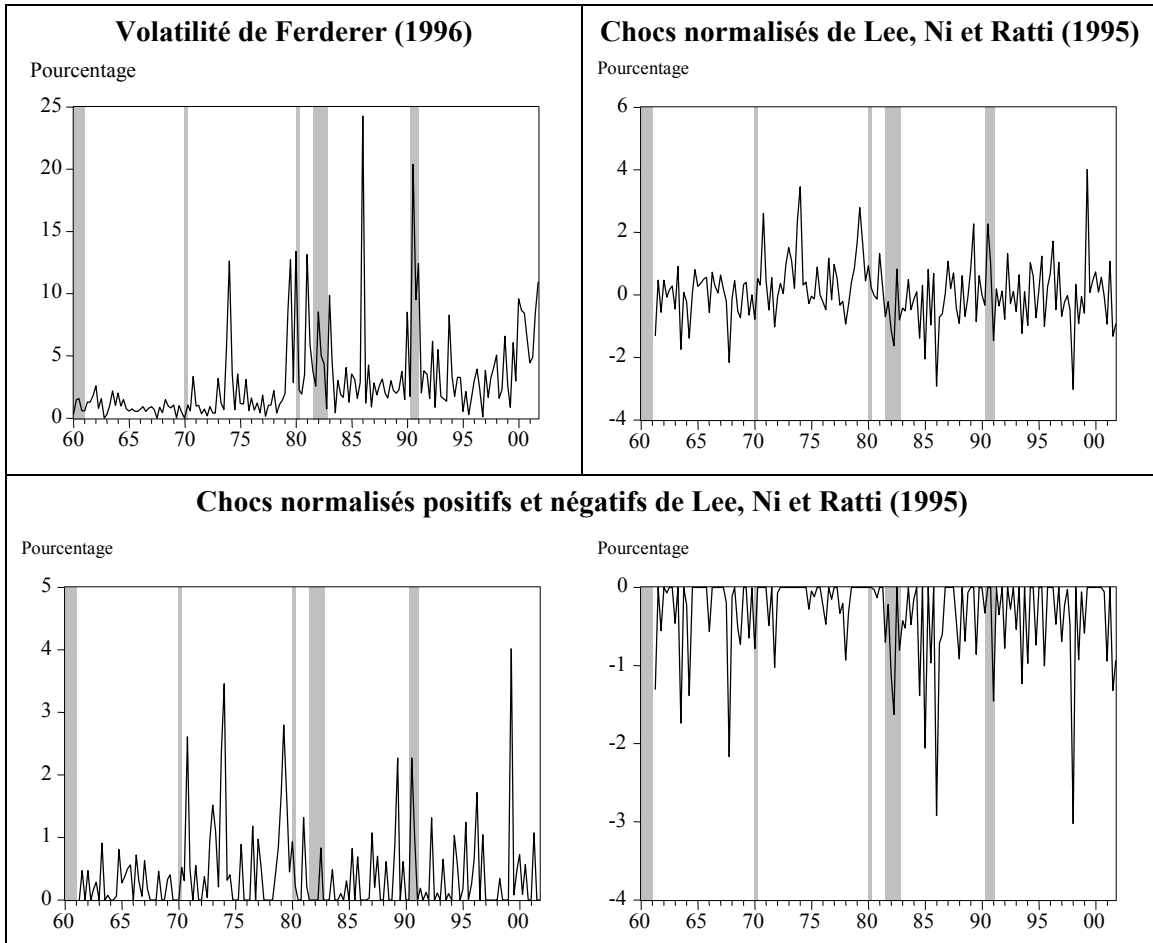 Volatilité de Ferderer (1996)
Pourcentage
25
20
15
10
5
0
60 65 70 75 80 85 90 95 00
Chocs normalisés de Lee, Ni et Ratti (1995)
Pourcentage
6
4
2
0
-2
-4
60 65 70 75 80 85 90 95 00
Chocs normalisés positifs et négatifs de Lee, Ni et Ratti (1995)
Pourcentage
5
4
3
2
1
0
60 65 70 75 80 85 90 95 00
Pourcentage
0
-1
-2
-3
-4
60 65 70 75 80 85 90 95 00